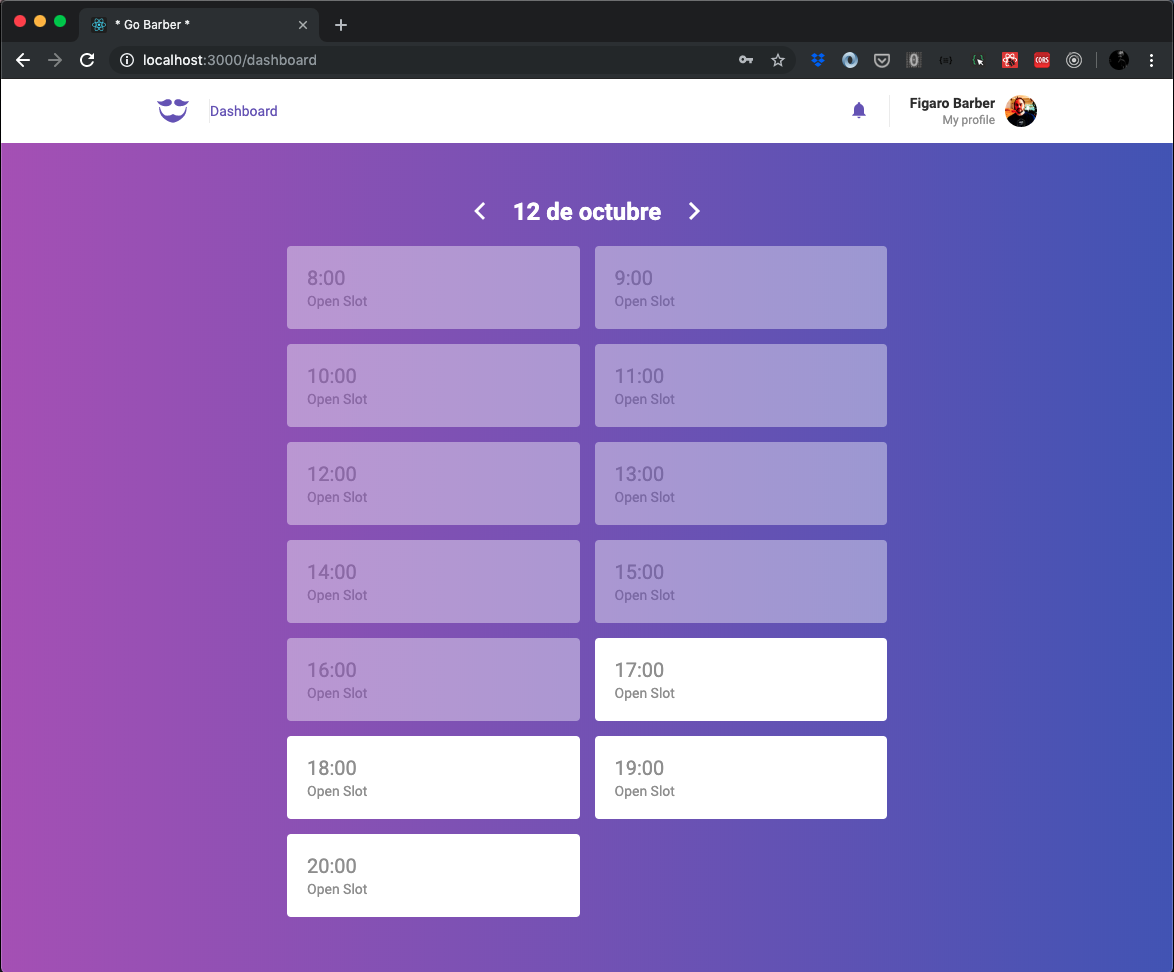 * Go Barber *
localhost:3000/dashboard
CORS
Dashboard
Figaro Barber
My profile
12 de octubre
8:00
Open Slot
9:00
Open Slot
10:00
Open Slot
11:00
Open Slot
12:00
Open Slot
13:00
Open Slot
14:00
Open Slot
15:00
Open Slot
16:00
Open Slot
17:00
Open Slot
18:00
Open Slot
19:00
Open Slot
20:00
Open Slot